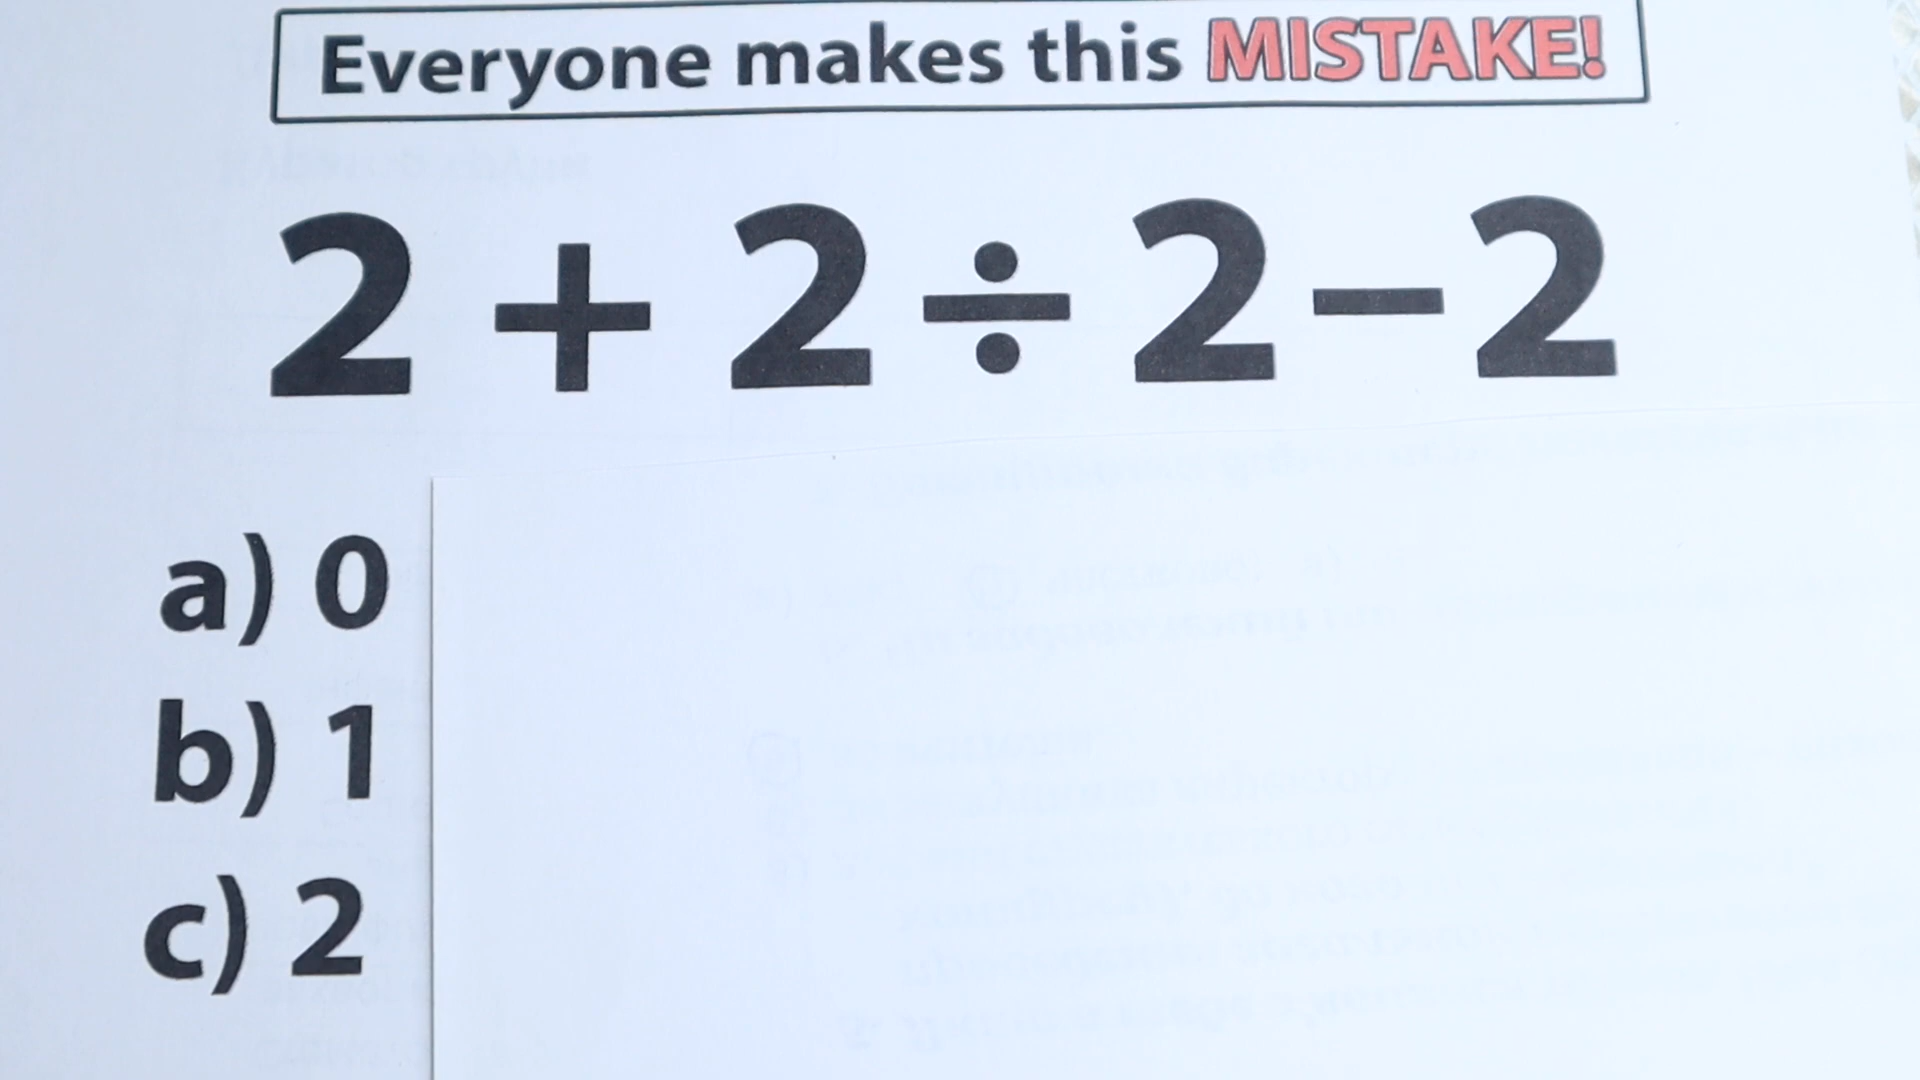 Everyone makes this MISTAKE!
2 + 2 ÷ 2 − 2
a) 0
b) 1
c) 2